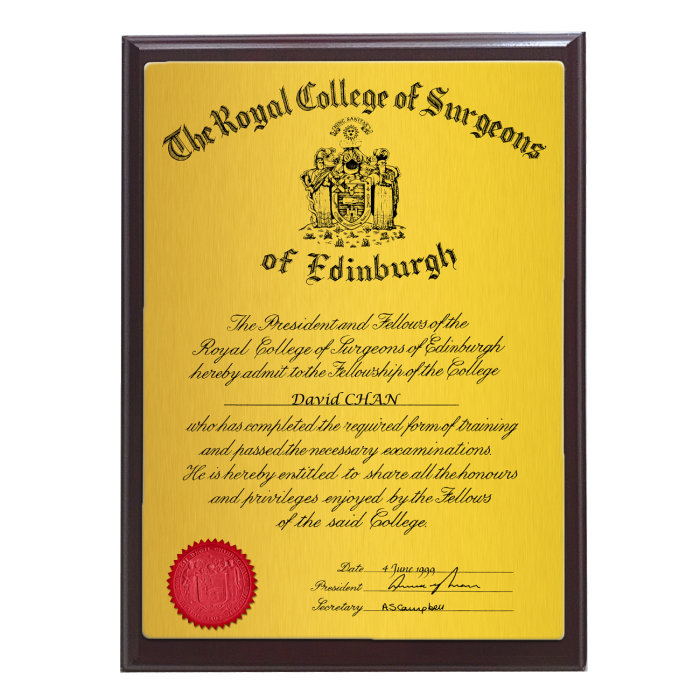 The Royal College of Surgeons
of Edinburgh
The President and Fellows of the
Royal College of Surgeons of Edinburgh
hereby admit to the Fellowship of the College
David CHAN
who has completed the required form of training
and passed the necessary examinations.
He is hereby entitled to share all the honours
and privileges enjoyed by the Fellows
of the said College.
Date 4 June 1999
President
Secretary ASCampbell